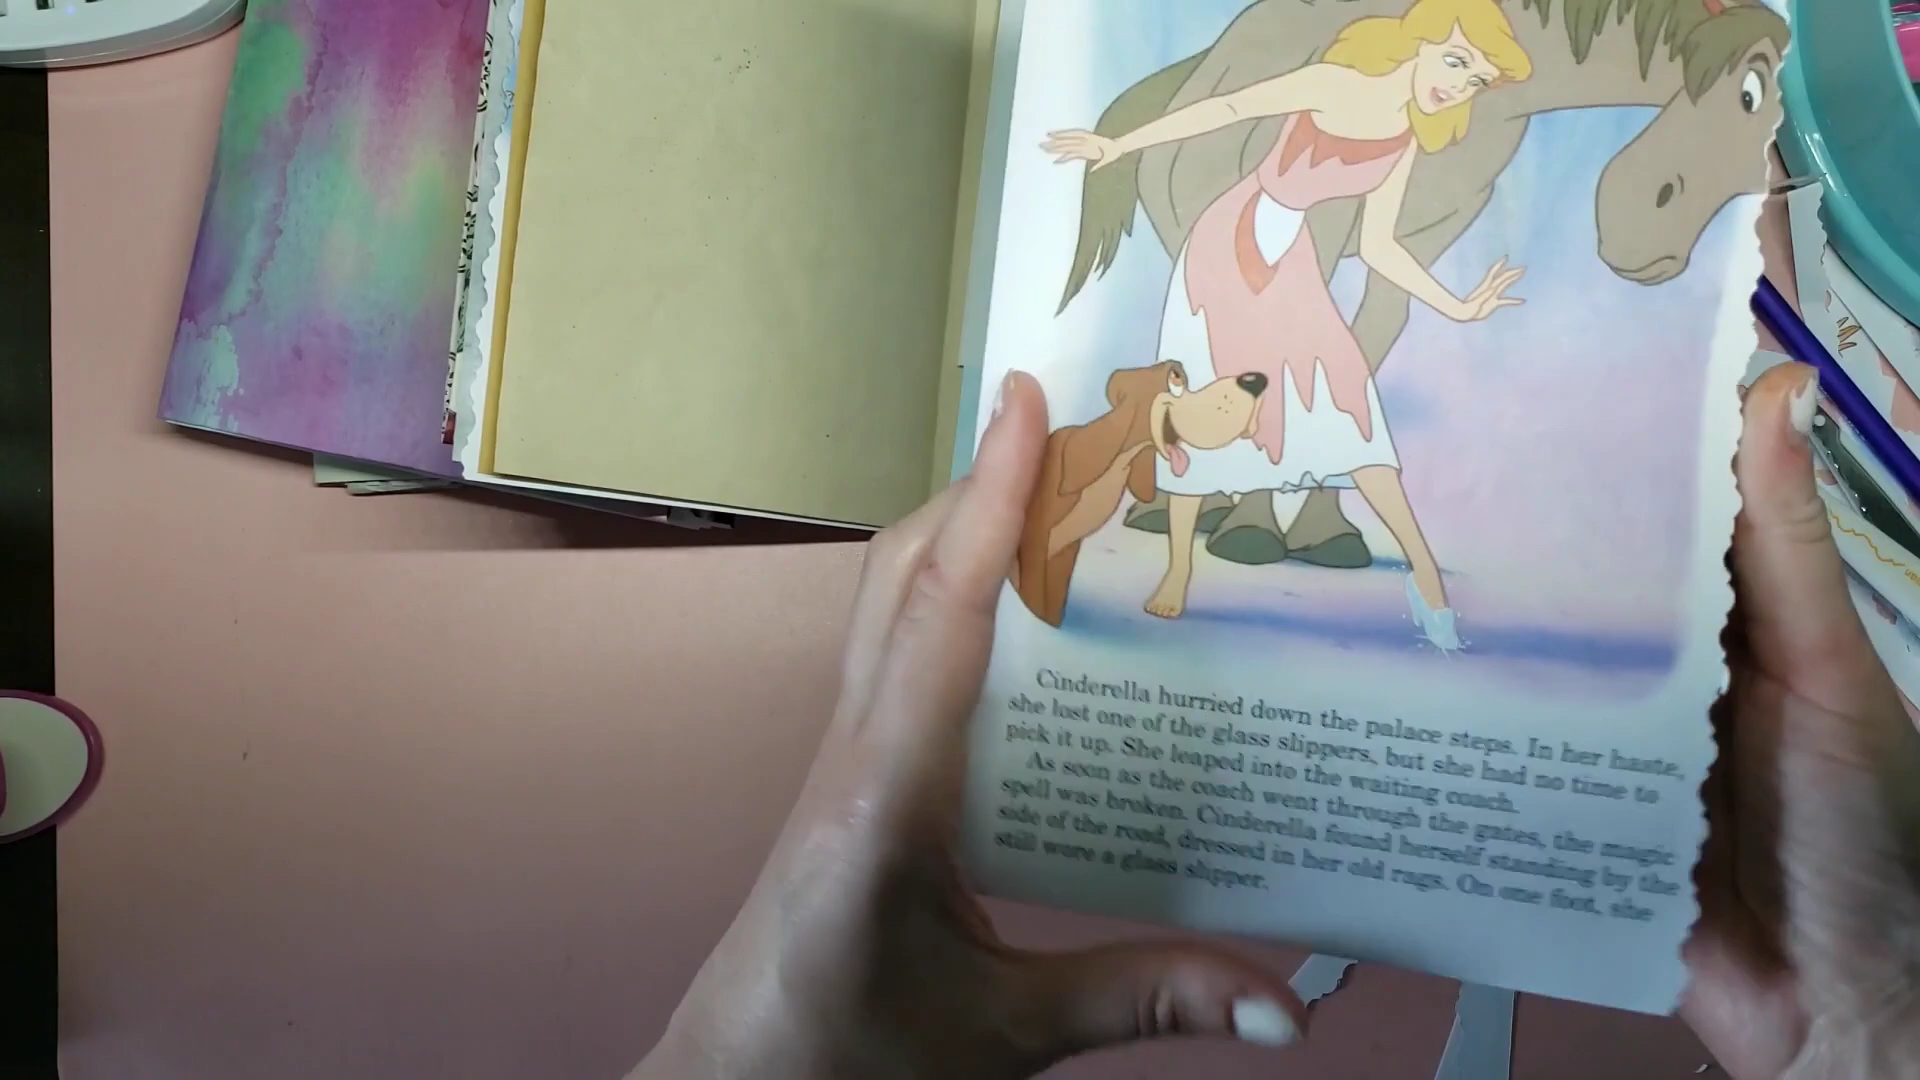 Cinderella hurried down the palace steps. In her haste,
she lost one of the glass slippers, but she had no time to
pick it up. She leaped into the waiting coach.
As soon as the coach went through the gates, the magic
spell was broken. Cinderella found herself standing by the
side of the road, dressed in her old rags. On one foot, she
still wore a glass slipper.